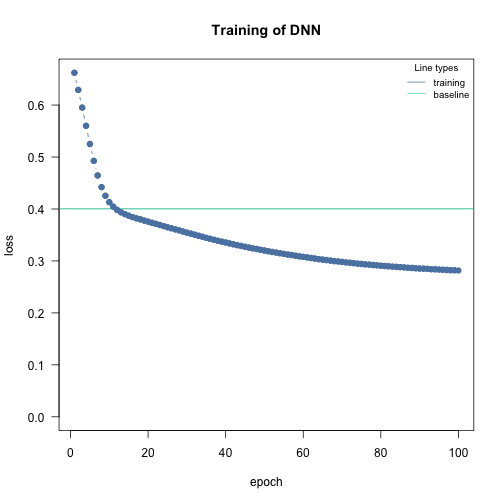 Training of DNN
Line types
training
baseline
0.6
0.5
0.4
0.3
0.2
0.1
0.0
loss
0 20 40 60 80 100
epoch